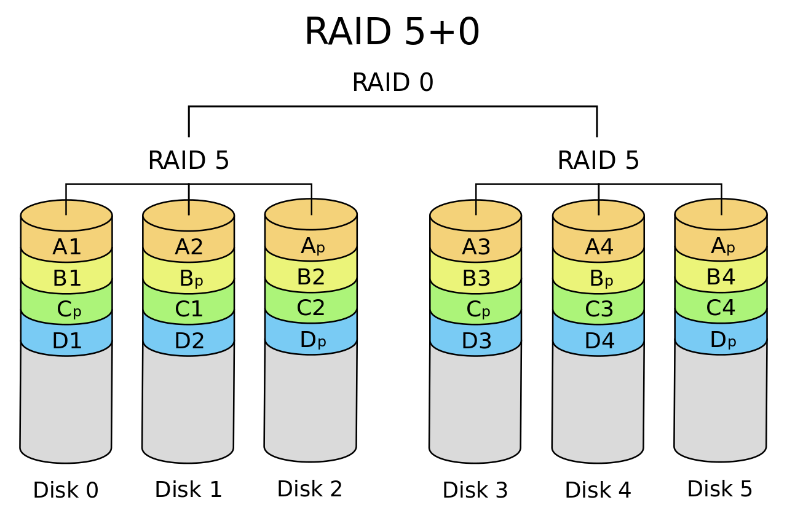 RAID 5+0
RAID 0
RAID 5 RAID 5
A1 A2 Ap A3 A4 Ap
B1 Bp B2 B3 Bp B4
Cp C1 C2 Cp C3 C4
D1 D2 Dp D3 D4 Dp
Disk 0 Disk 1 Disk 2 Disk 3 Disk 4 Disk 5